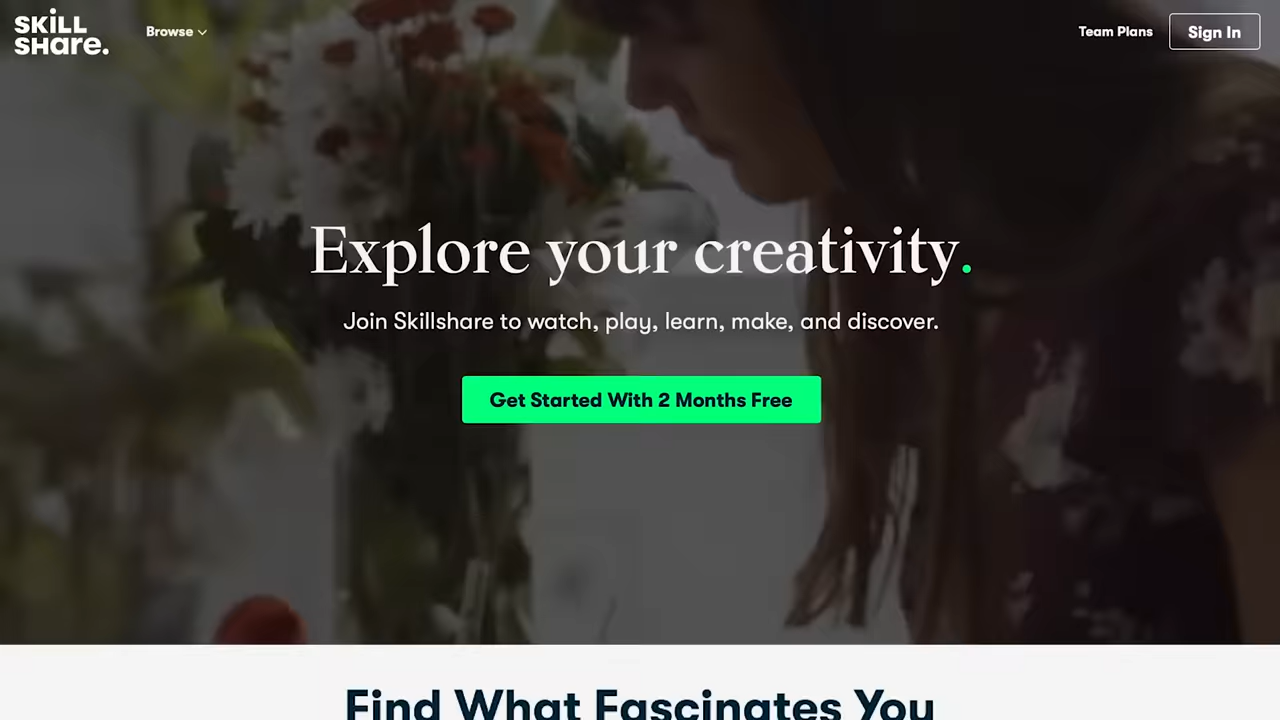 SKiLL
SHare.
Browse
Team Plans
Sign In
Explore your creativity.
Join Skillshare to watch, play, learn, make, and discover.
Get Started With 2 Months Free
Find What Fascinates You